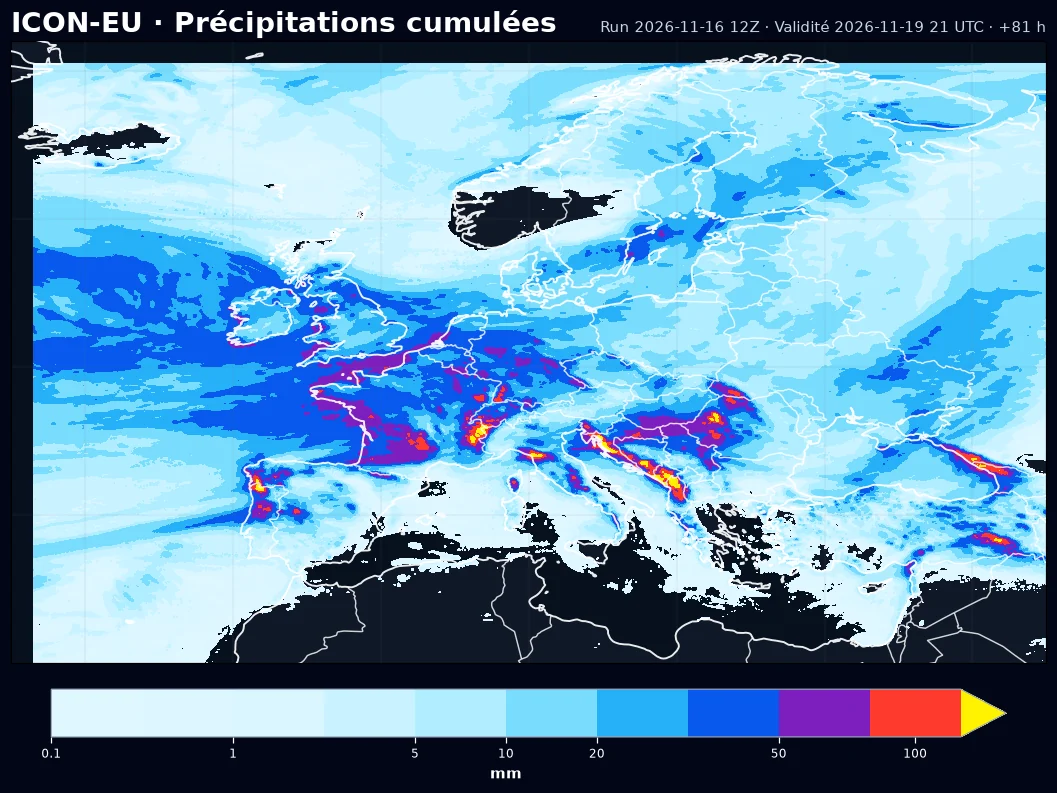 ICON-EU · Précipitations cumulées
Run 2026-11-16 12Z · Validité 2026-11-19 21 UTC · +81 h
0.1 1 5 10 20 50 100
mm